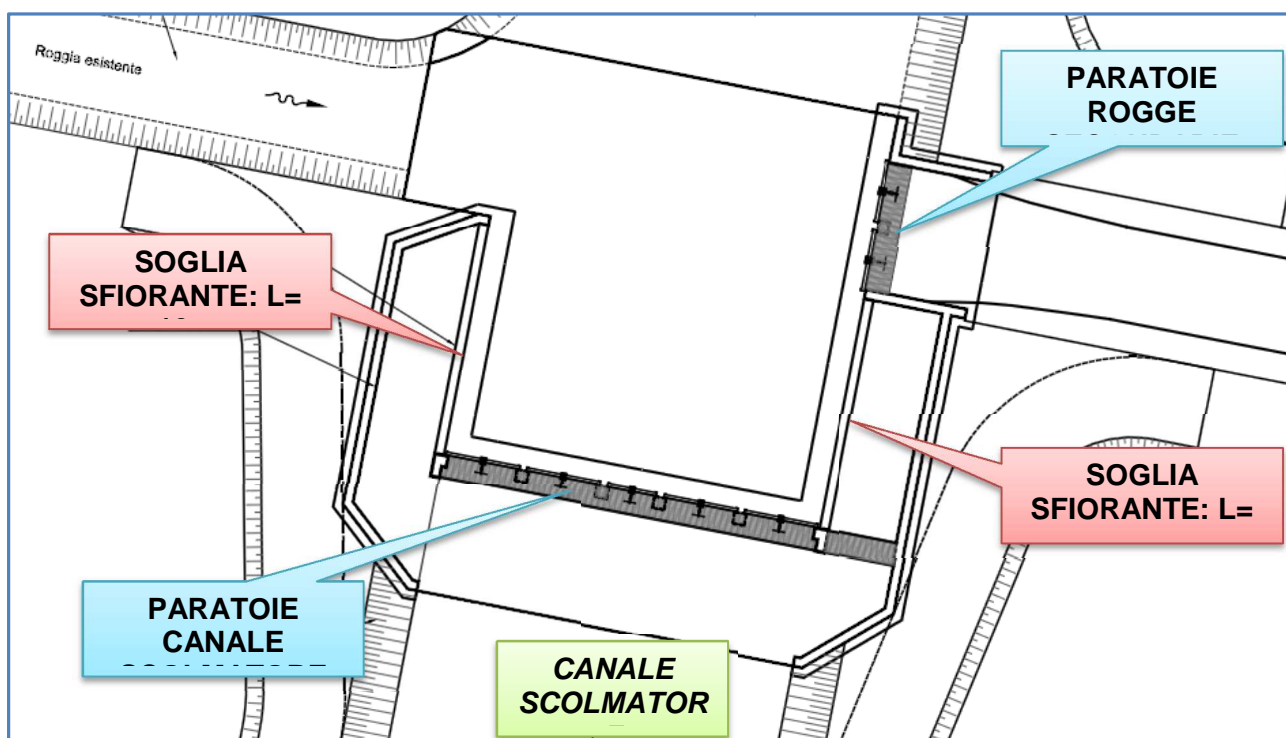 Roggia esistente
PARATOIE
ROGGE
SOGLIA
SFIORANTE: L=
SOGLIA
SFIORANTE: L=
PARATOIE
CANALE
CANALE
SCOLMATOR